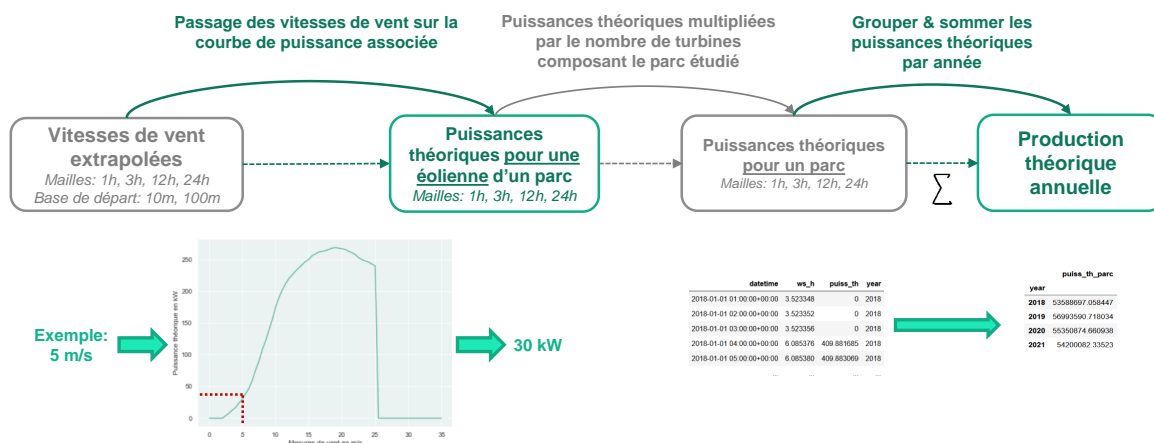 Passage des vitesses de vent sur la
courbe de puissance associée
Puissances théoriques multipliées
par le nombre de turbines
composant le parc étudié
Grouper & sommer les
puissances théoriques
par année
Vitesses de vent
extrapolées
Mailles: 1h, 3h, 12h, 24h
Base de départ: 10m, 100m
Puissances
théoriques pour une
éolienne d'un parc
Mailles: 1h, 3h, 12h, 24h
Puissances théoriques
pour un parc
Mailles: 1h, 3h, 12h, 24h
∑
Production
théorique
annuelle
Exemple:
5 m/s
Puissance théorique en kW
250
200
150
100
50
0
0 5 10 15 20 25 30 35
Mesures de vent en m/s
30 kW
datetime ws_h puiss_th year
2018-01-01 01:00:00+00:00 3.523348 0 2018
2018-01-01 02:00:00+00:00 3.523352 0 2018
2018-01-01 03:00:00+00:00 3.523356 0 2018
2018-01-01 04:00:00+00:00 6.085376 409.881685 2018
2018-01-01 05:00:00+00:00 6.085380 409.883069 2018
... ... ... ...
puiss_th_parc
year
2018 53588697.058447
2019 56993590.718034
2020 55350874.660938
2021 54200082.33523